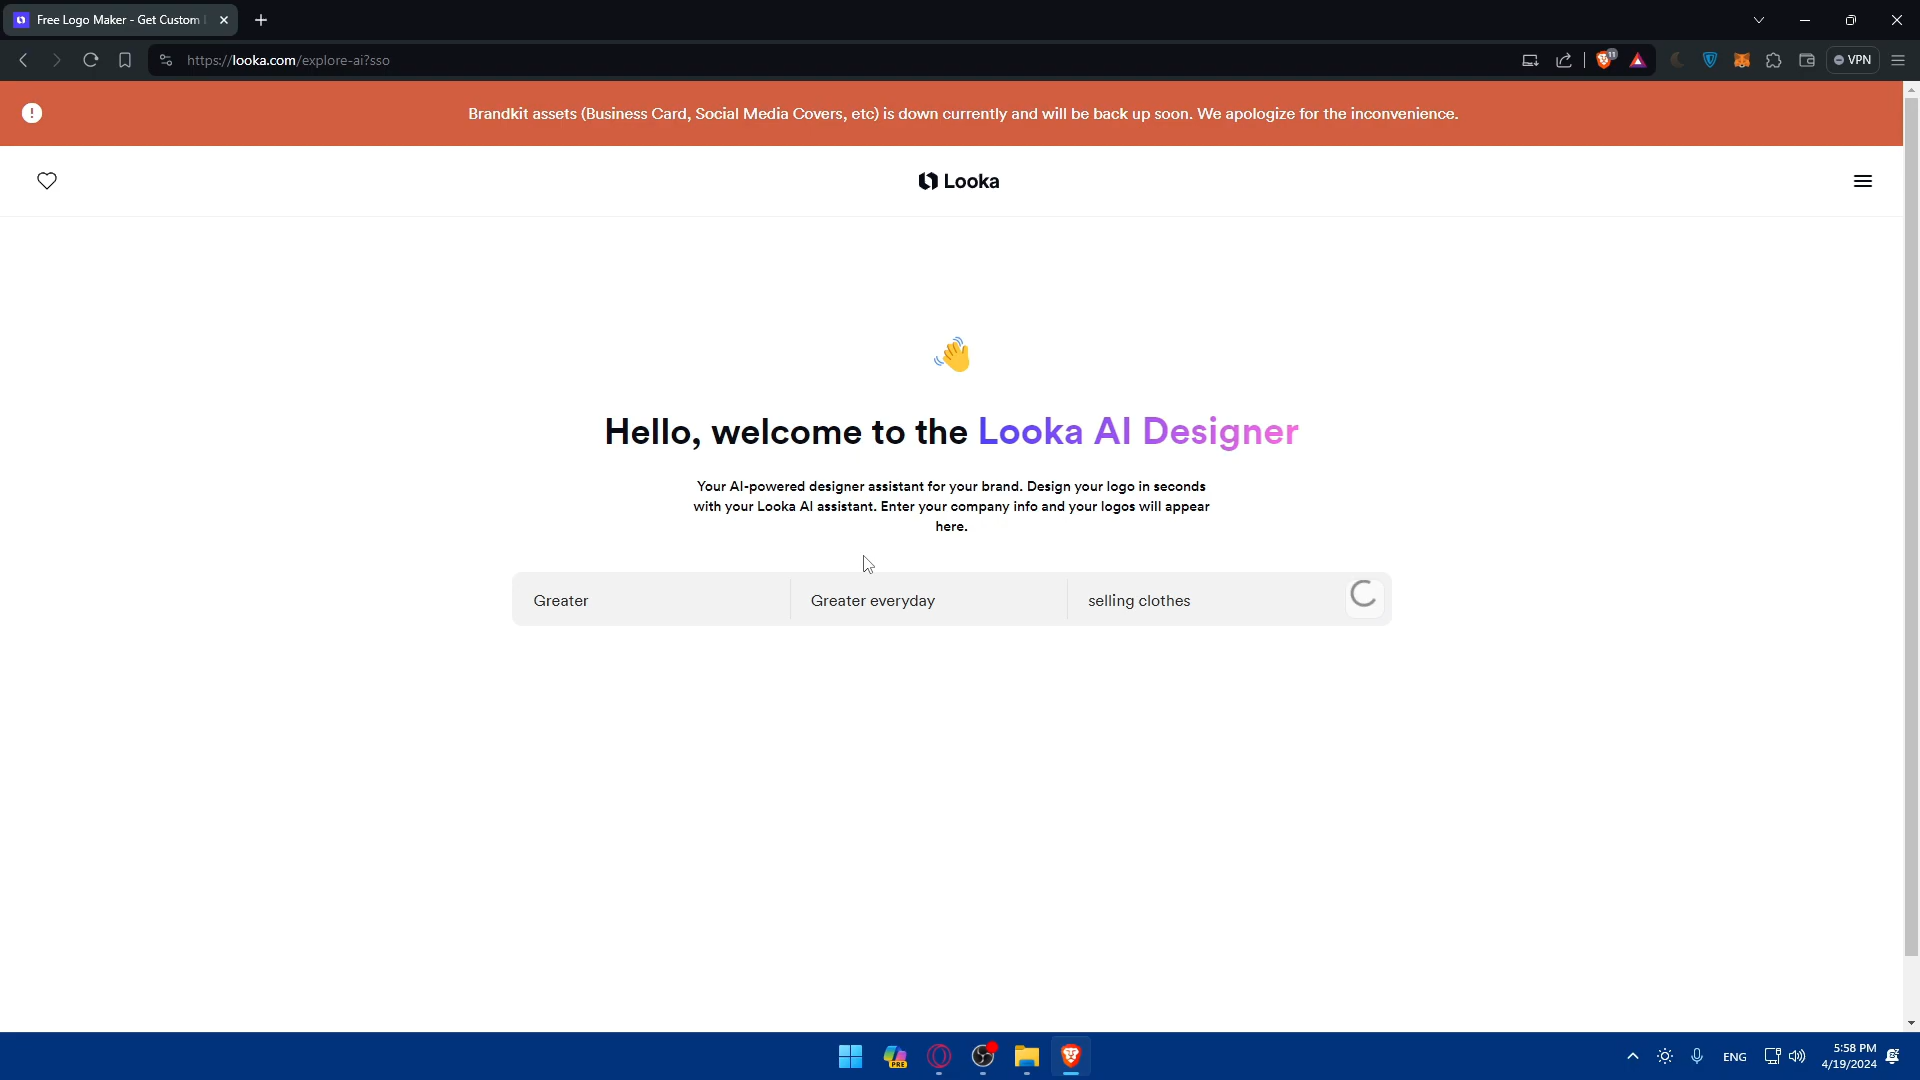 Free Logo Maker - Get Custom
https://looka.com/explore-ai?sso
11
VPN
Brandkit assets (Business Card, Social Media Covers, etc) is down currently and will be back up soon. We apologize for the inconvenience.
Looka
Hello, welcome to the Looka AI Designer
Your AI-powered designer assistant for your brand. Design your logo in seconds
with your Looka AI assistant. Enter your company info and your logos will appear
here.
Greater
Greater everyday
selling clothes
PRE
ENG
5:58 PM
4/19/2024